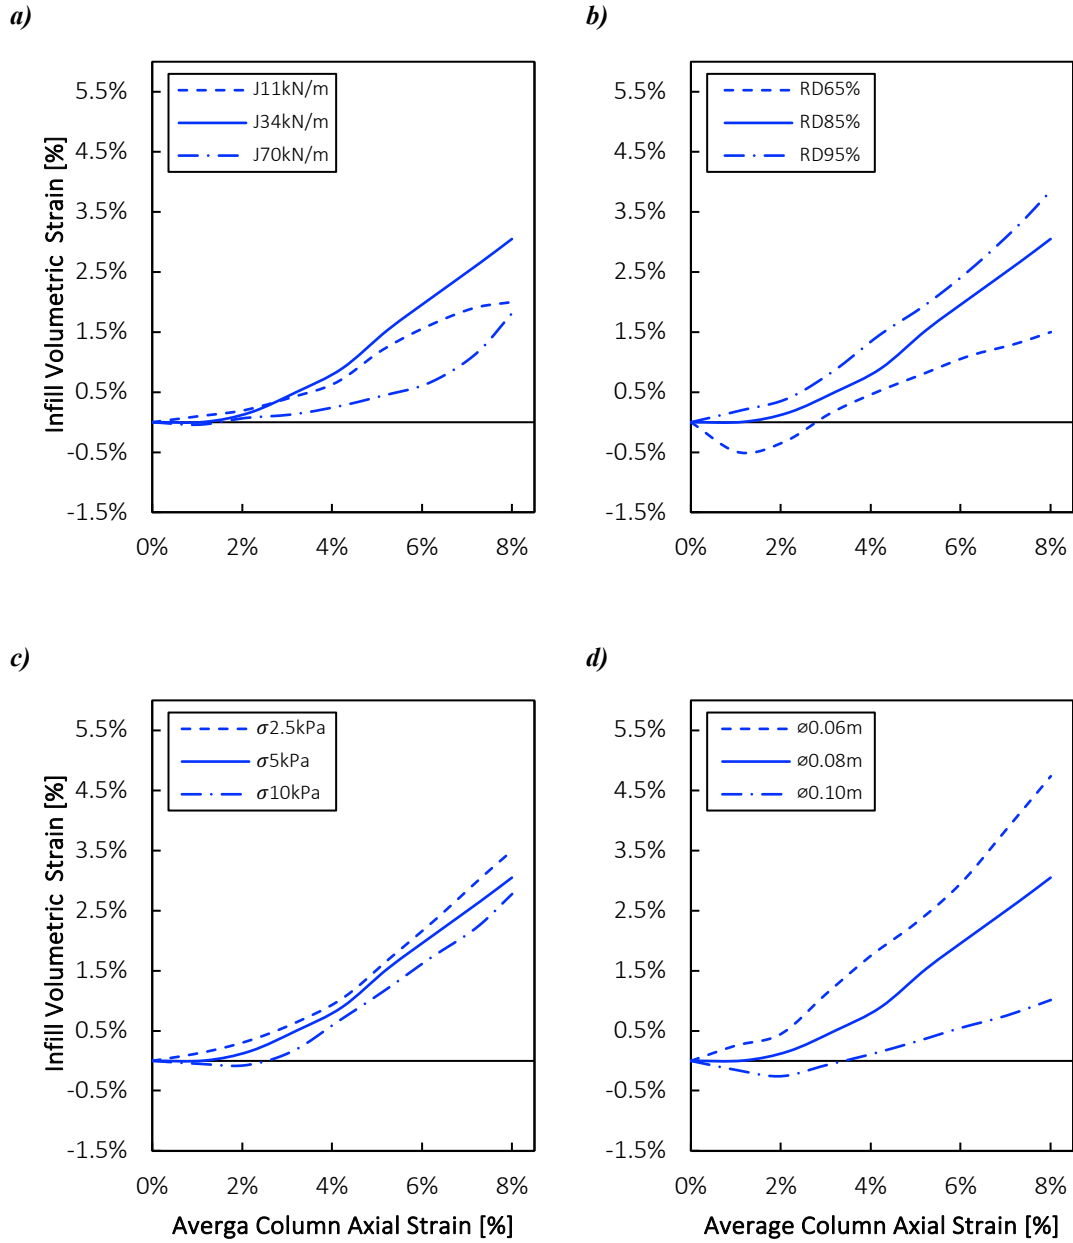 a)
5.5%
4.5%
3.5%
2.5%
1.5%
0.5%
-0.5%
-1.5%
Infill Volumetric Strain [%]
J11kN/m
J34kN/m
J70kN/m
0% 2% 4% 6% 8%
b)
5.5%
4.5%
3.5%
2.5%
1.5%
0.5%
-0.5%
-1.5%
RD65%
RD85%
RD95%
0% 2% 4% 6% 8%
c)
5.5%
4.5%
3.5%
2.5%
1.5%
0.5%
-0.5%
-1.5%
Infill Volumetric Strain [%]
σ2.5kPa
σ5kPa
σ10kPa
0% 2% 4% 6% 8%
Averga Column Axial Strain [%]
d)
5.5%
4.5%
3.5%
2.5%
1.5%
0.5%
-0.5%
-1.5%
⌀0.06m
⌀0.08m
⌀0.10m
0% 2% 4% 6% 8%
Average Column Axial Strain [%]